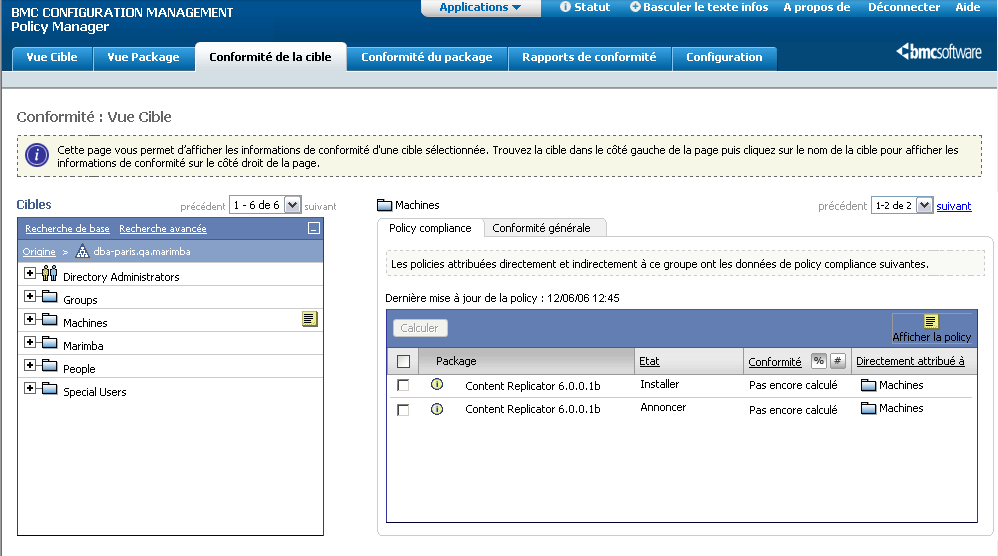 BMC CONFIGURATION MANAGEMENT
Policy Manager
Applications
Statut
Basculer le texte infos
A propos de
Déconnecter
Aide
Vue Cible
Vue Package
Conformité de la cible
Conformité du package
Rapports de conformité
Configuration
bmcsoftware
Conformité : Vue Cible
Cette page vous permet d'afficher les informations de conformité d'une cible sélectionnée. Trouvez la cible dans le côté gauche de la page puis cliquez sur le nom de la cible pour afficher les
informations de conformité sur le côté droit de la page.
Cibles
précédent 1 - 6 de 6 suivant
Recherche de base Recherche avancée
Origine > dba-paris.qa.marimba
Directory Administrators
Groups
Machines
Marimba
People
Special Users
Machines
précédent 1-2 de 2 suivant
Policy compliance
Conformité générale
Les policies attribuées directement et indirectement à ce groupe ont les données de policy compliance suivantes.
Dernière mise à jour de la policy : 12/06/06 12:45
Calculer
Afficher la policy
Package Etat Conformité % # Directement attribué à
Content Replicator 6.0.0.1b Installer Pas encore calculé Machines
Content Replicator 6.0.0.1b Annoncer Pas encore calculé Machines